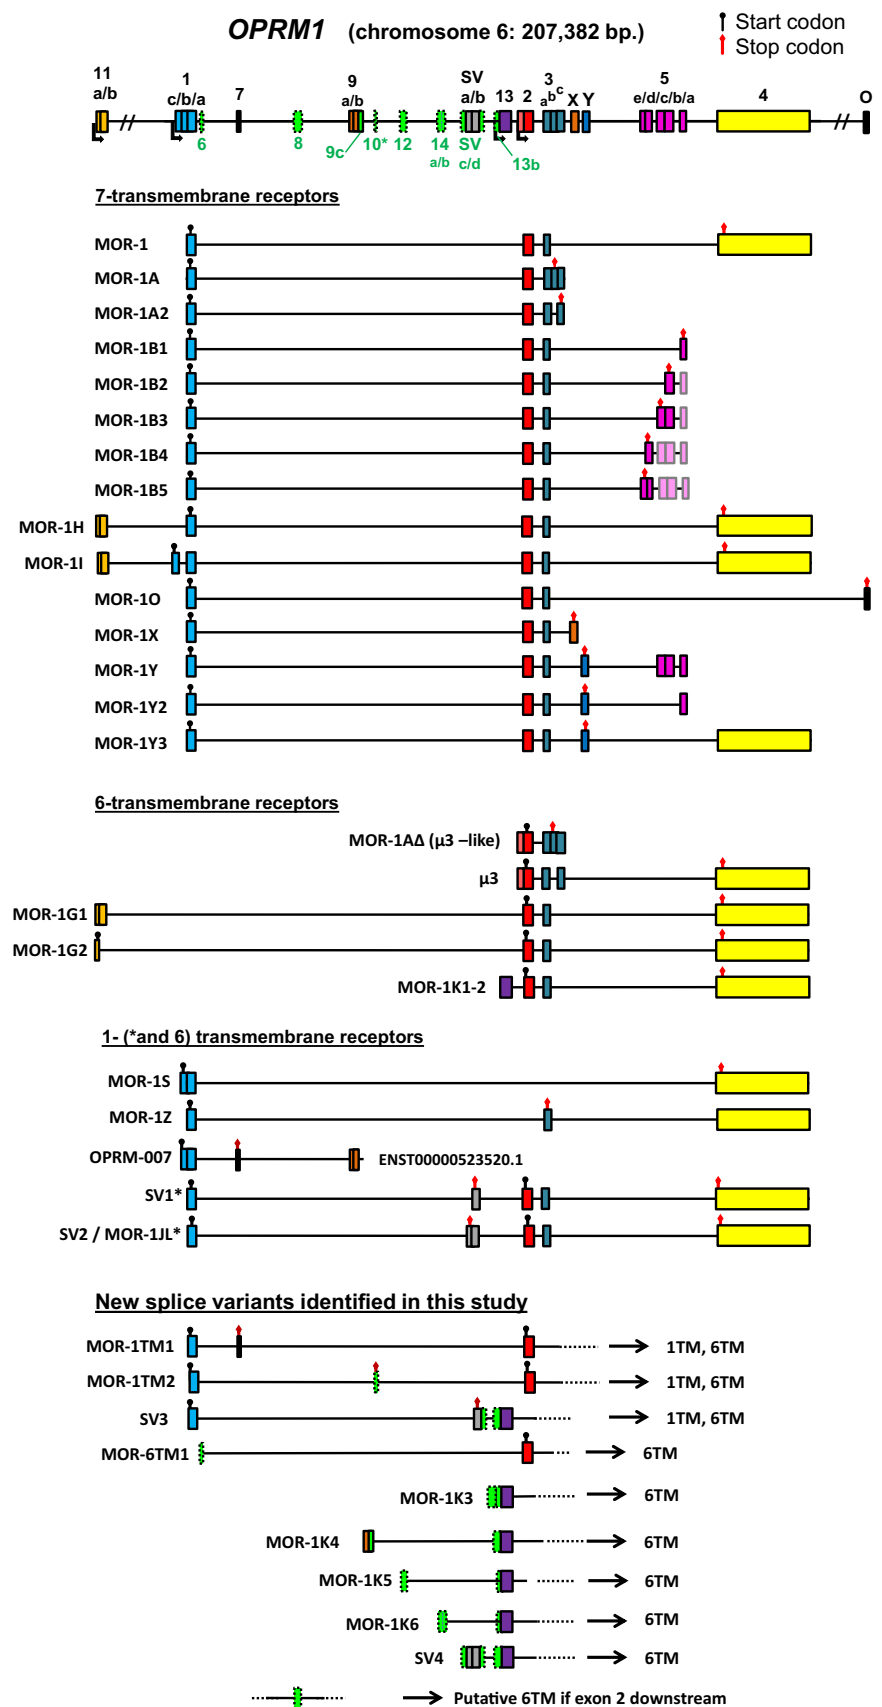 OPRM1 (chromosome 6: 207,382 bp.)
Start codon
Stop codon
11 a/b
1 c/b/a
7
9 a/b
SV a/b
13
2
3 a b c
X
Y
5 e/d/c/b/a
4
O
6
8
9c
10*
12
14 a/b
SV c/d
13b
7-transmembrane receptors
MOR-1
MOR-1A
MOR-1A2
MOR-1B1
MOR-1B2
MOR-1B3
MOR-1B4
MOR-1B5
MOR-1H
MOR-1I
MOR-1O
MOR-1X
MOR-1Y
MOR-1Y2
MOR-1Y3
6-transmembrane receptors
MOR-1AΔ (μ3 –like)
μ3
MOR-1G1
MOR-1G2
MOR-1K1-2
1- (*and 6) transmembrane receptors
MOR-1S
MOR-1Z
OPRM-007 ENST00000523520.1
SV1*
SV2 / MOR-1JL*
New splice variants identified in this study
MOR-1TM1 1TM, 6TM
MOR-1TM2 1TM, 6TM
SV3 1TM, 6TM
MOR-6TM1 6TM
MOR-1K3 6TM
MOR-1K4 6TM
MOR-1K5 6TM
MOR-1K6 6TM
SV4 6TM
Putative 6TM if exon 2 downstream